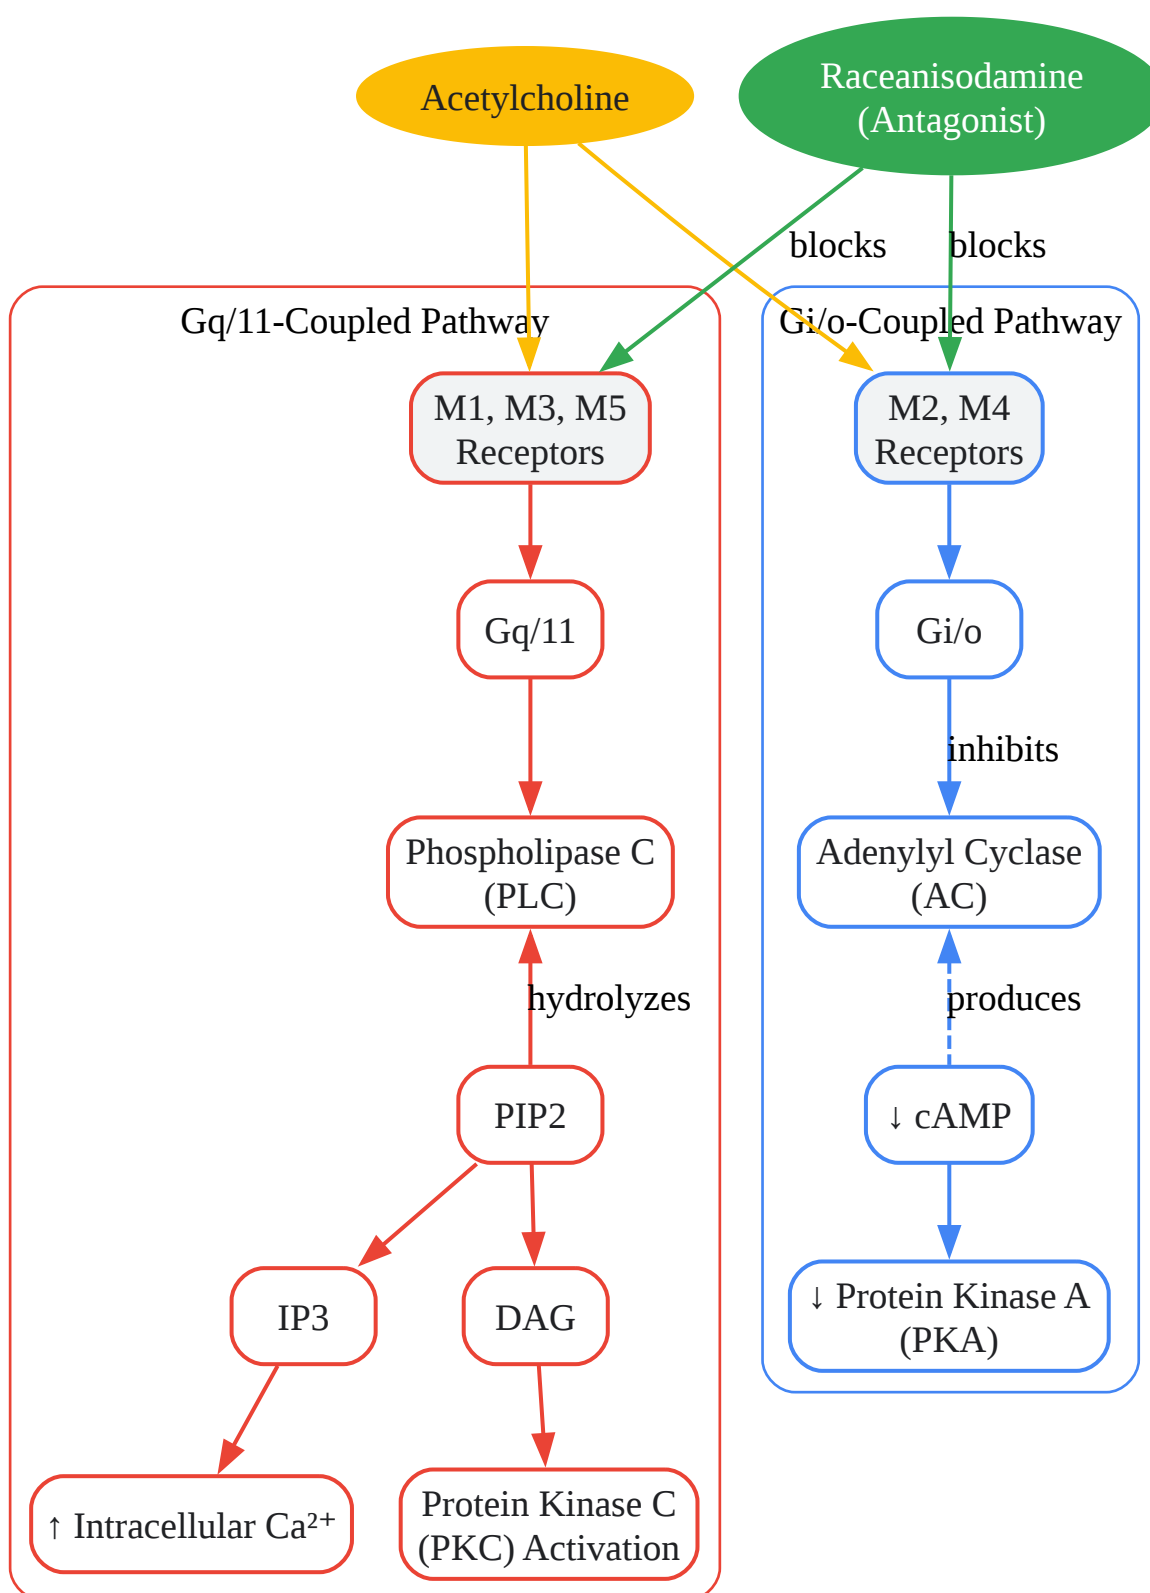 Acetylcholine
Raceanisodamine
(Antagonist)
blocks
blocks
Gq/11-Coupled Pathway
Gi/o-Coupled Pathway
M1, M3, M5
Receptors
M2, M4
Receptors
Gq/11
Gi/o
inhibits
Phospholipase C
(PLC)
Adenylyl Cyclase
(AC)
hydrolyzes
produces
PIP2
↓ cAMP
IP3
DAG
↓ Protein Kinase A
(PKA)
↑ Intracellular Ca²⁺
Protein Kinase C
(PKC) Activation